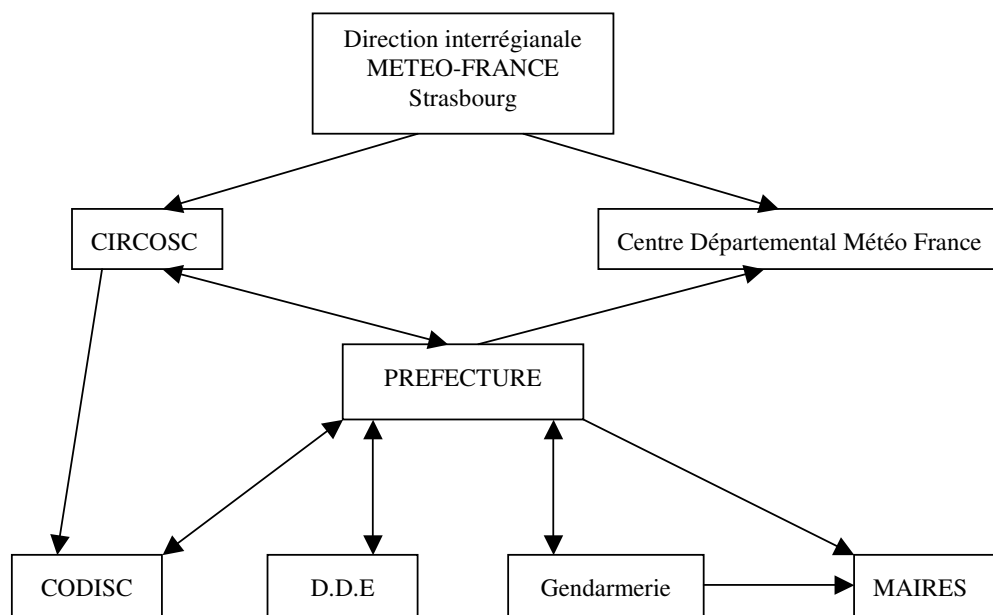 Direction interrégianale
METEO-FRANCE
Strasbourg
CIRCOSC
Centre Départemental Météo France
PREFECTURE
CODISC
D.D.E
Gendarmerie
MAIRES